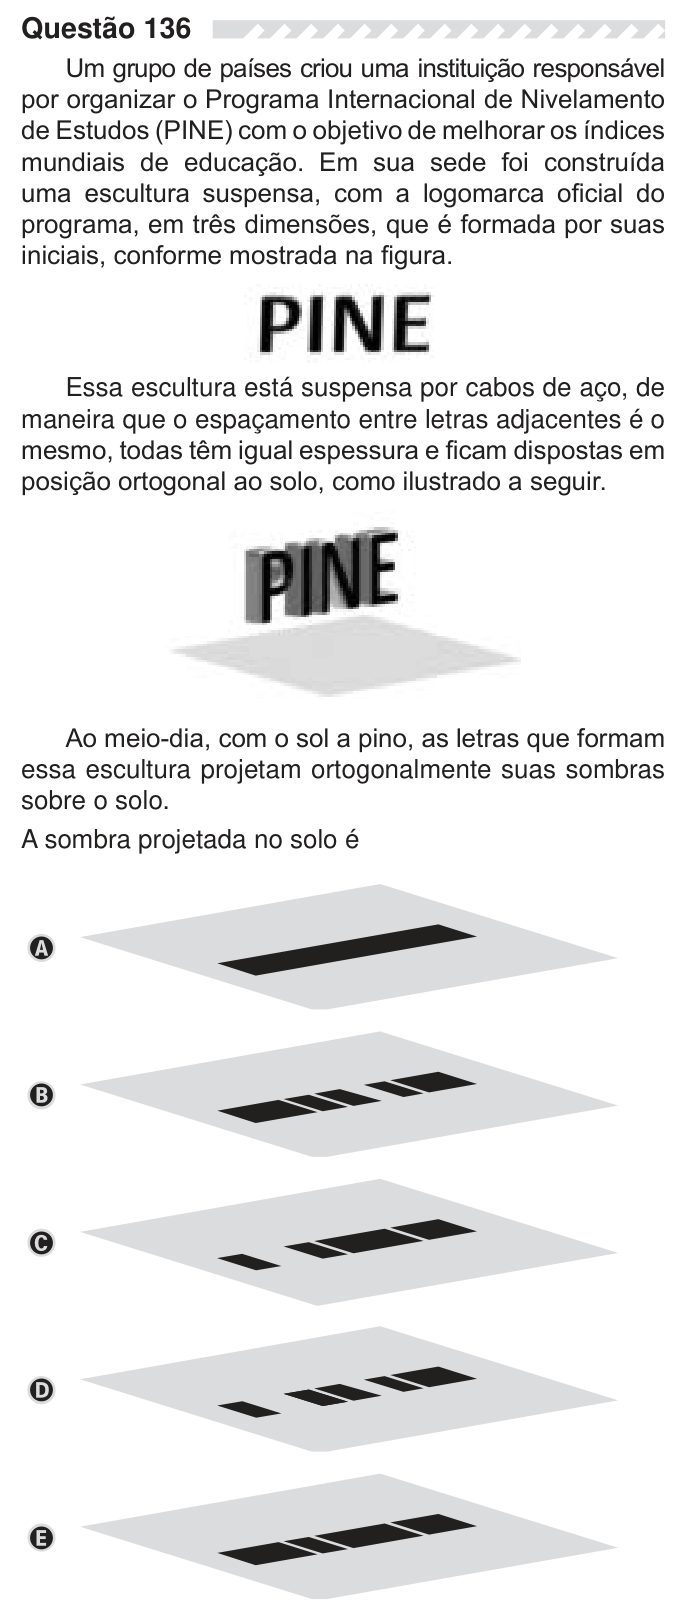 Questão 136
Um grupo de países criou uma instituição responsável
por organizar o Programa Internacional de Nivelamento
de Estudos (PINE) com o objetivo de melhorar os índices
mundiais de educação. Em sua sede foi construída
uma escultura suspensa, com a logomarca oficial do
programa, em três dimensões, que é formada por suas
iniciais, conforme mostrada na figura.
PINE
Essa escultura está suspensa por cabos de aço, de
maneira que o espaçamento entre letras adjacentes é o
mesmo, todas têm igual espessura e ficam dispostas em
posição ortogonal ao solo, como ilustrado a seguir.
PINE
Ao meio-dia, com o sol a pino, as letras que formam
essa escultura projetam ortogonalmente suas sombras
sobre o solo.
A sombra projetada no solo é
A
B
C
D
E